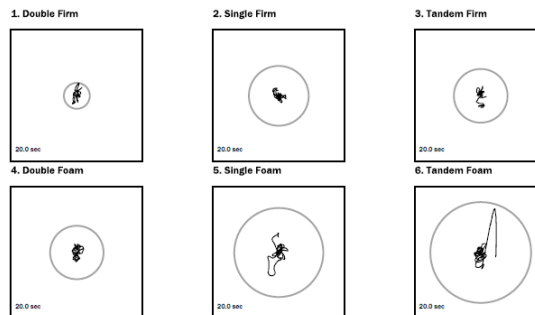 1. Double Firm
2. Single Firm
3. Tandem Firm
20.0 sec
20.0 sec
20.0 sec
4. Double Foam
5. Single Foam
6. Tandem Foam
20.0 sec
20.0 sec
20.0 sec